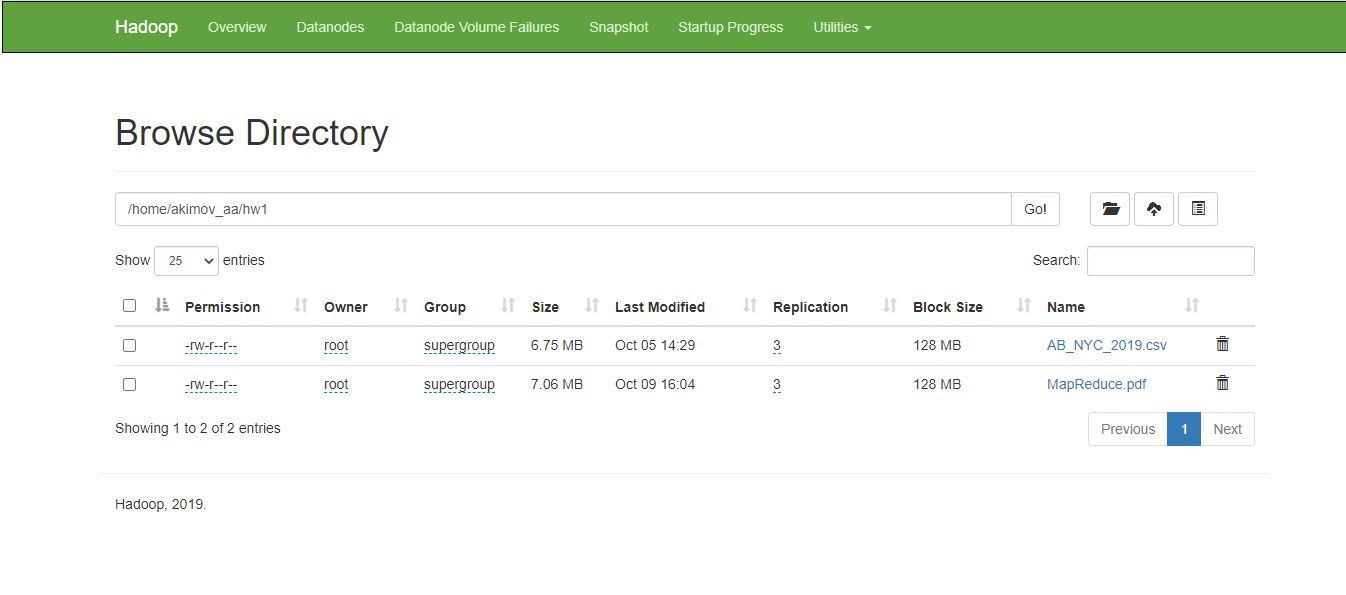 Hadoop Overview Datanodes Datanode Volume Failures Snapshot Startup Progress Utilities
Browse Directory
/home/akimov_aa/hw1 Go!
Show 25 entries Search:
Permission Owner Group Size Last Modified Replication Block Size Name
-rw-r--r-- root supergroup 6.75 MB Oct 05 14:29 3 128 MB AB_NYC_2019.csv
-rw-r--r-- root supergroup 7.06 MB Oct 09 16:04 3 128 MB MapReduce.pdf
Showing 1 to 2 of 2 entries Previous 1 Next
Hadoop, 2019.